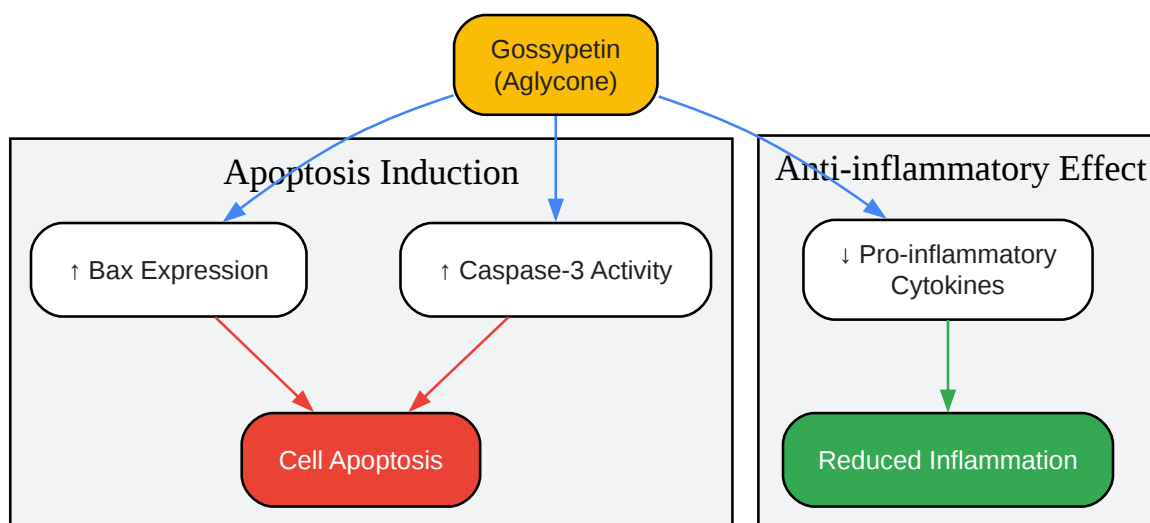 Gossypetin
(Aglycone)
Apoptosis Induction
Anti-inflammatory Effect
↑ Bax Expression
↑ Caspase-3 Activity
↓ Pro-inflammatory
Cytokines
Cell Apoptosis
Reduced Inflammation